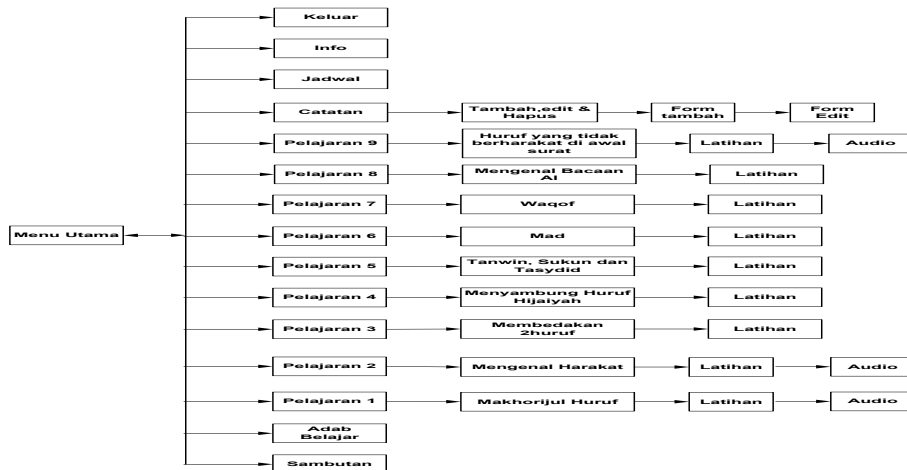 Keluar
Info
Jadwal
Catatan
Tambah,edit &
Hapus
Form
tambah
Form
Edit
Pelajaran 9
Huruf yang tidak
berharakat di awal
surat
Latihan
Audio
Pelajaran 8
Mengenal Bacaan
Al
Latihan
Pelajaran 7
Waqof
Latihan
Menu Utama
Pelajaran 6
Mad
Latihan
Pelajaran 5
Tanwin, Sukun dan
Tasydid
Latihan
Pelajaran 4
Menyambung Huruf
Hijaiyah
Latihan
Pelajaran 3
Membedakan
2huruf
Latihan
Pelajaran 2
Mengenal Harakat
Latihan
Audio
Pelajaran 1
Makhorijul Huruf
Latihan
Audio
Adab
Belajar
Sambutan